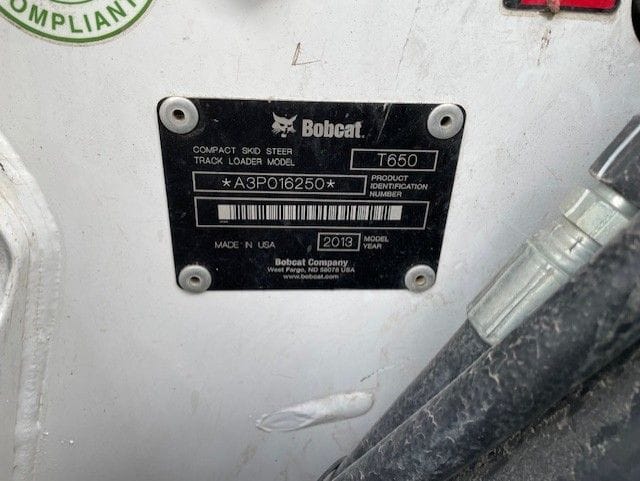 COMPLIANT
Bobcat.
COMPACT SKID STEER
TRACK LOADER MODEL
T650
*A3P016250*
PRODUCT
IDENTIFICATION
NUMBER
MADE IN USA
2013
MODEL
YEAR
Bobcat Company
West Fargo, ND 58078 USA
www.bobcat.com